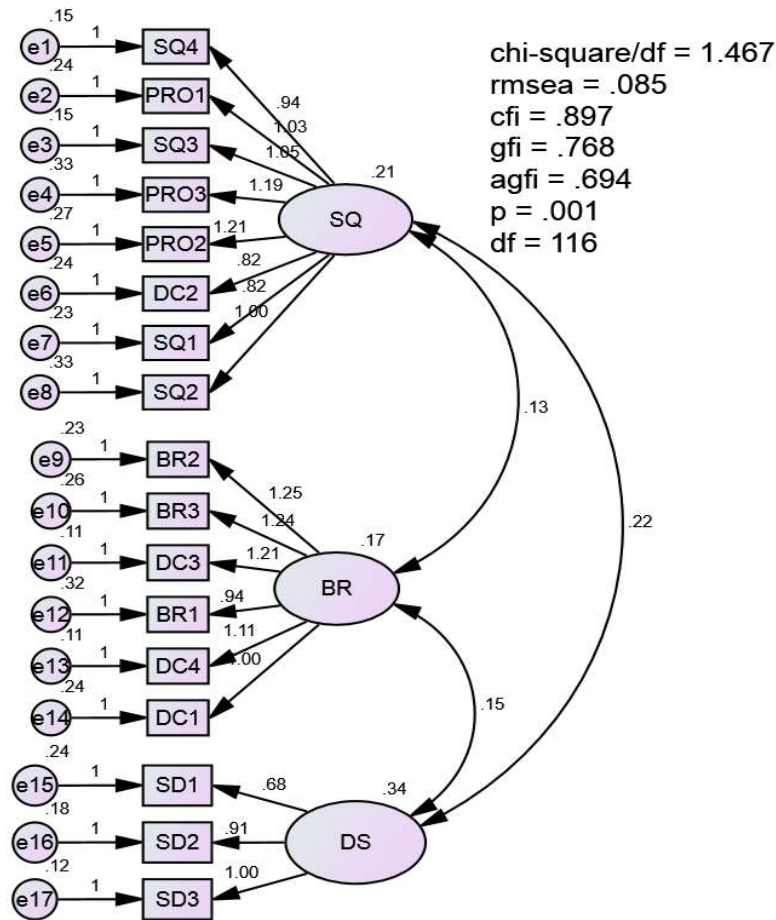 .15
e1 1 SQ4
.24
e2 1 PRO1
.15
e3 1 SQ3
.33
e4 1 PRO3
.27
e5 1 PRO2
.24
e6 1 DC2
.23
e7 1 SQ1
.33
e8 1 SQ2
.94
1.03
1.05
1.19
1.21
.82
.82
1.00
.21
SQ
chi-square/df = 1.467
rmsea = .085
cfi = .897
gfi = .768
agfi = .694
p = .001
df = 116
.13
.22
.23
e9 1 BR2
.26
e10 1 BR3
.11
e11 1 DC3
.32
e12 1 BR1
.11
e13 1 DC4
.24
e14 1 DC1
1.25
1.24
1.21
.94
1.11
1.00
.17
BR
.15
.24
e15 1 SD1
.18
e16 1 SD2
.12
e17 1 SD3
.68
.91
1.00
.34
DS